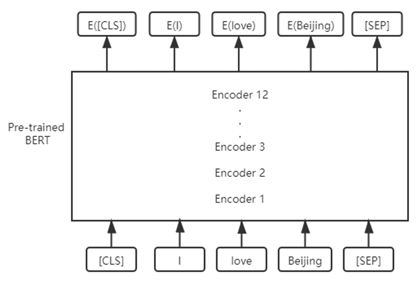 E([CLS]) E(I) E(love) E(Beijing) [SEP]
Encoder 12
.
.
.
Pre-trained
BERT
Encoder 3
Encoder 2
Encoder 1
[CLS] I love Beijing [SEP]